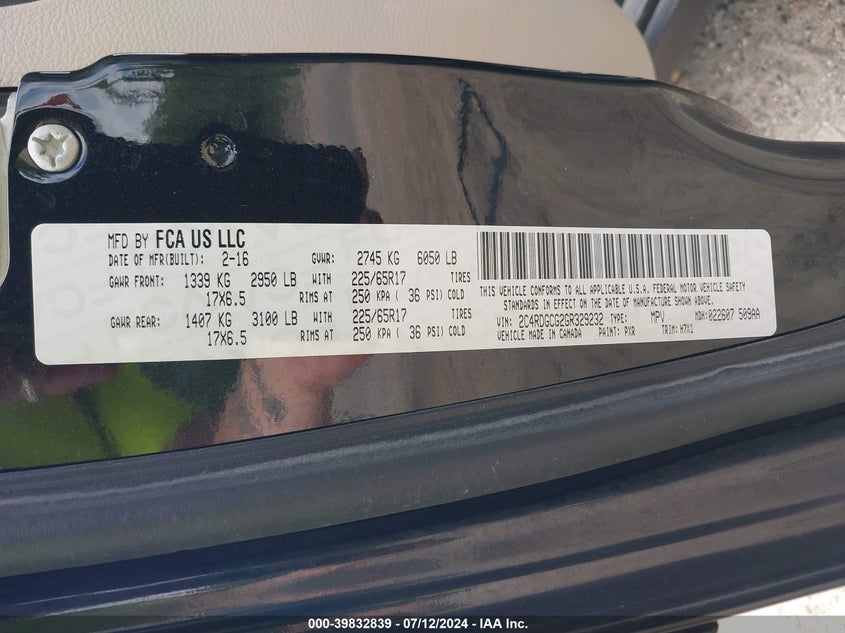 MFD BY FCA US LLC
DATE OF MFR(BUILT): 2-16 GVWR: 2745 KG 6050 LB
GAWR FRONT: 1339 KG 2950 LB WITH 225/65R17 TIRES
17X6.5 RIMS AT 250 KPA ( 36 PSI) COLD
GAWR REAR: 1407 KG 3100 LB WITH 225/65R17 TIRES
17X6.5 RIMS AT 250 KPA ( 36 PSI) COLD
THIS VEHICLE CONFORMS TO ALL APPLICABLE U.S.A. FEDERAL MOTOR VEHICLE SAFETY
STANDARDS IN EFFECT ON THE DATE OF MANUFACTURE SHOWN ABOVE.
VIN: 2C4RDGCG2GR329232 TYPE: MPV MDH: 022607 509AA
VEHICLE MADE IN CANADA PAINT: PXR TRIM: H7X1
000-39832839 - 07/12/2024 - IAA Inc.